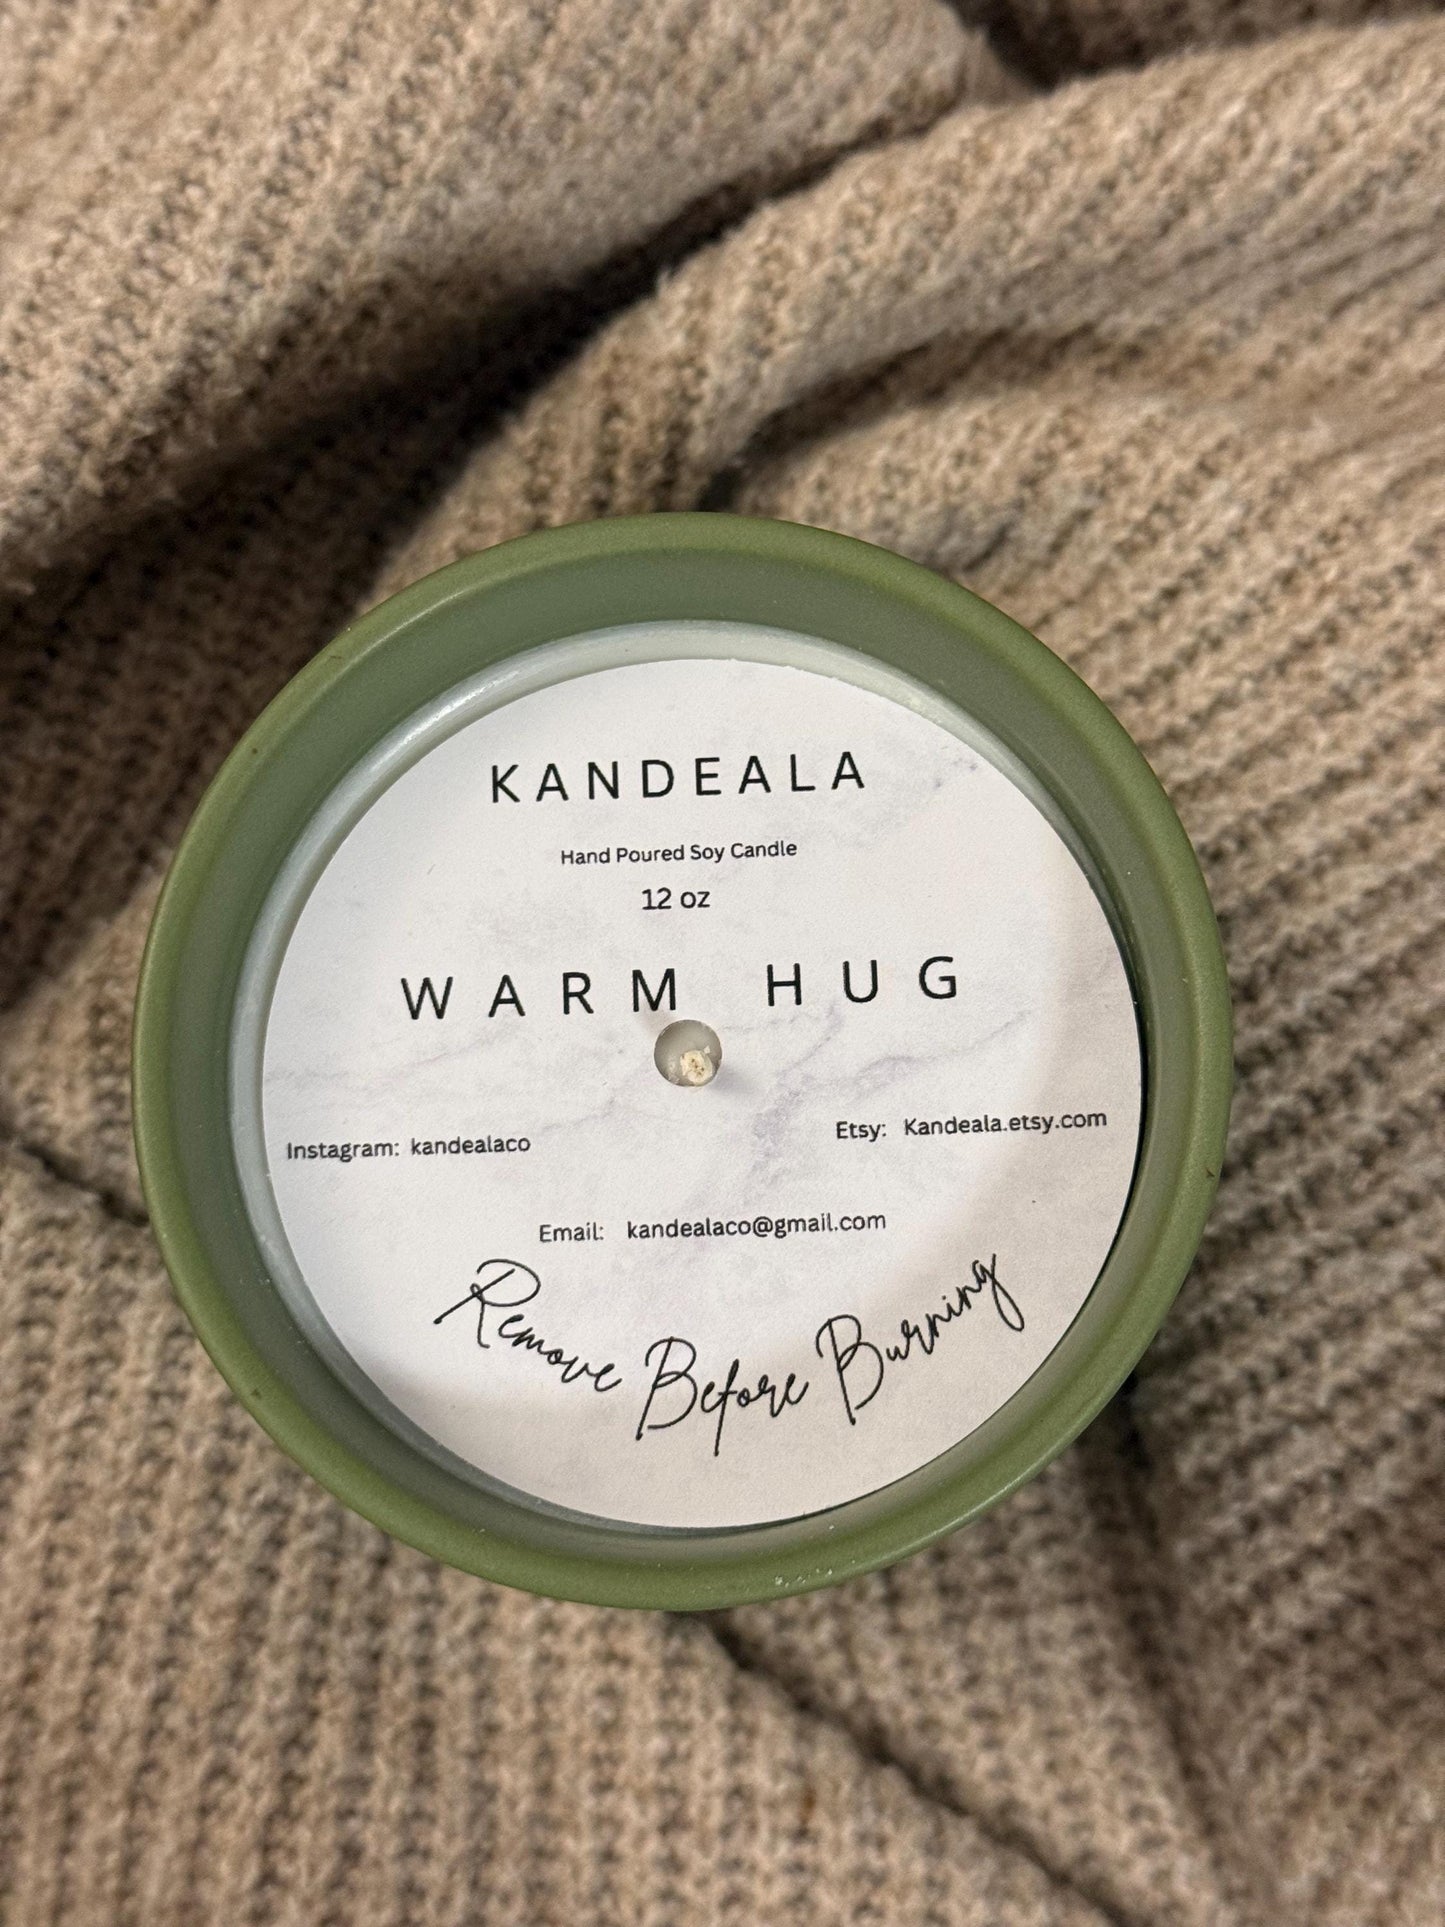 KANDEALA
Hand Poured Soy Candle
12 oz
WARM HUG
Instagram: kandealaco
Etsy: Kandeala.etsy.com
Email: kandealaco@gmail.com
Remove Before Burning